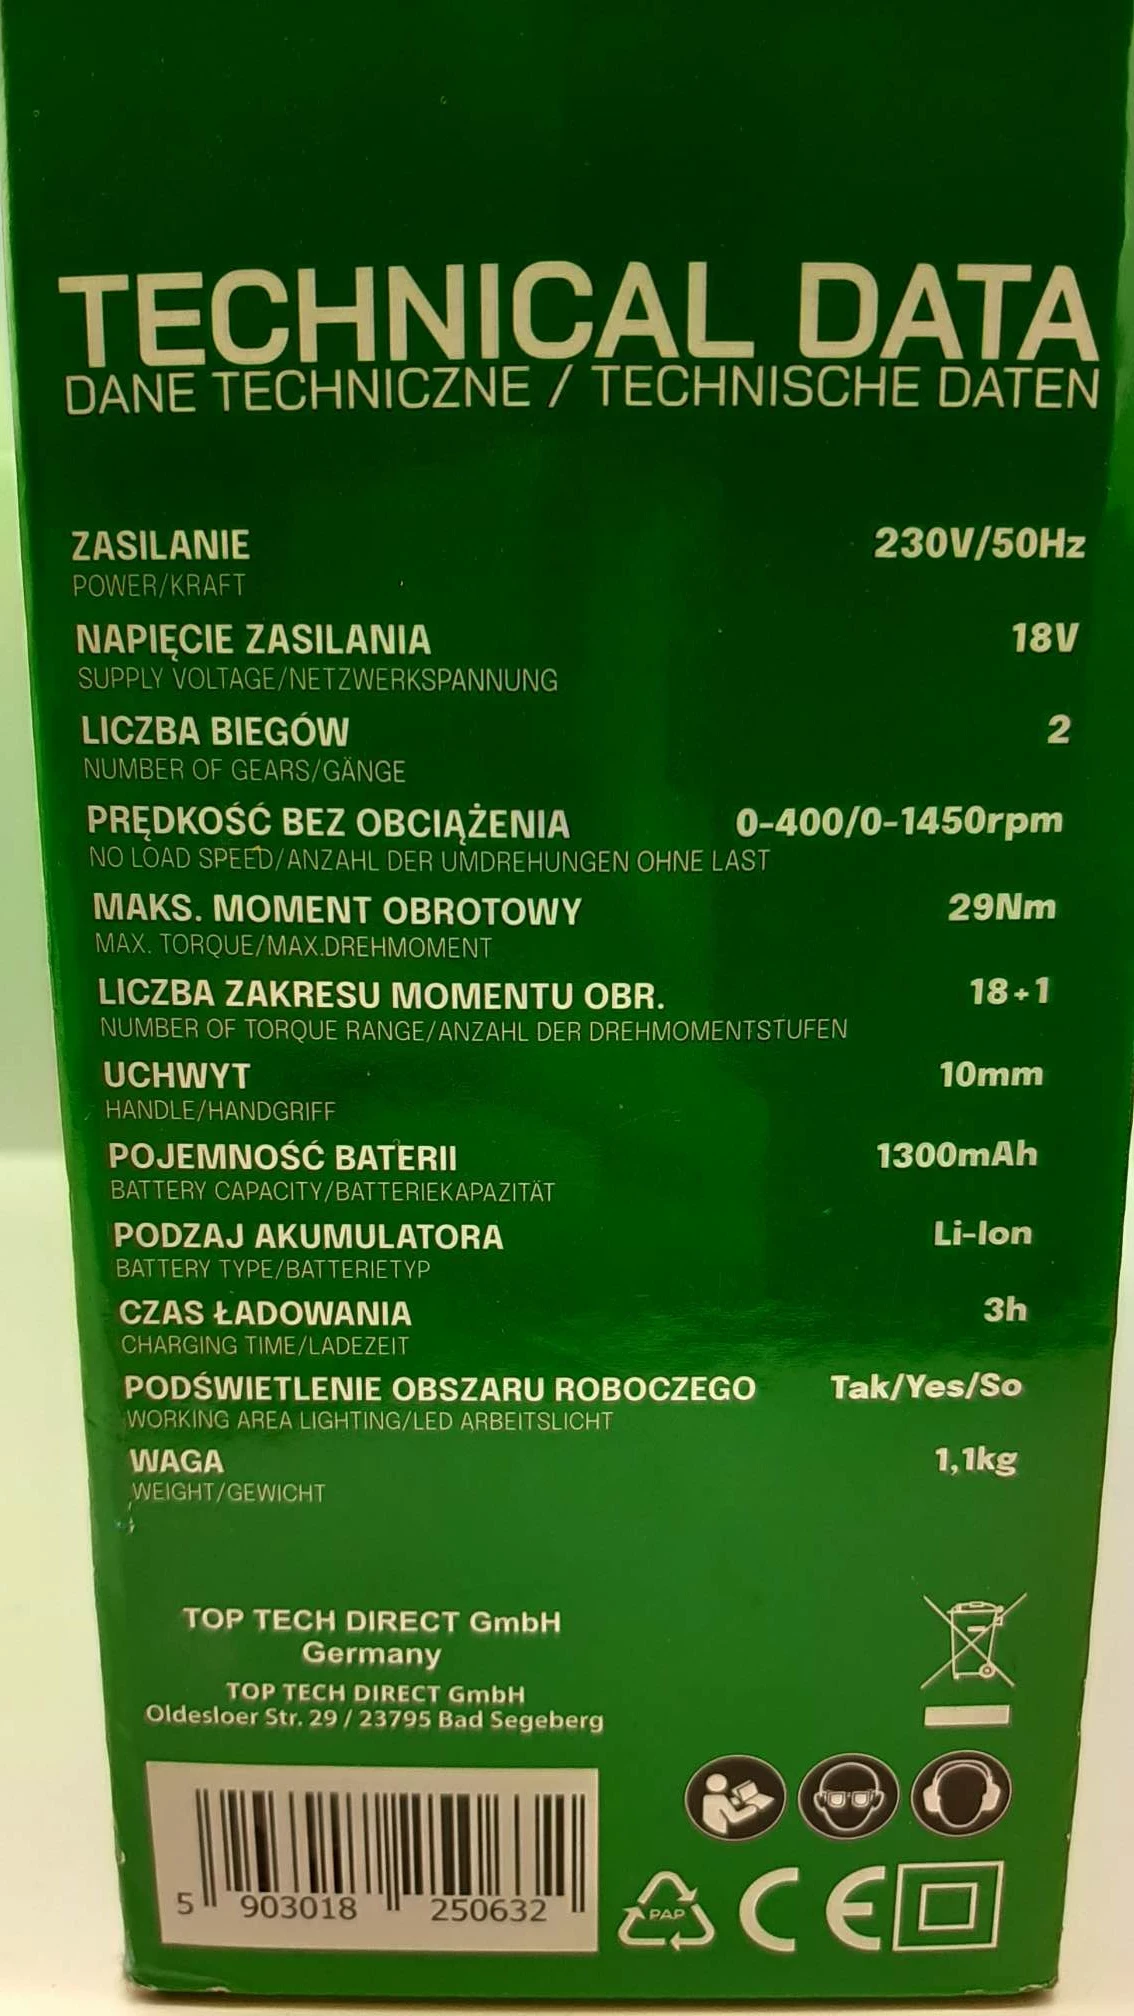 TECHNICAL DATA
DANE TECHNICZNE / TECHNISCHE DATEN
ZASILANIE 230V/50Hz
POWER/KRAFT
NAPIĘCIE ZASILANIA 18V
SUPPLY VOLTAGE/NETZWERKSPANNUNG
LICZBA BIEGÓW 2
NUMBER OF GEARS/GÄNGE
PRĘDKOŚĆ BEZ OBCIĄŻENIA 0-400/0-1450rpm
NO LOAD SPEED/ANZAHL DER UMDREHUNGEN OHNE LAST
MAKS. MOMENT OBROTOWY 29Nm
MAX. TORQUE/MAX.DREHMOMENT
LICZBA ZAKRESU MOMENTU OBR. 18+1
NUMBER OF TORQUE RANGE/ANZAHL DER DREHMOMENTSTUFEN
UCHWYT 10mm
HANDLE/HANDGRIFF
POJEMNOŚĆ BATERII 1300mAh
BATTERY CAPACITY/BATTERIEKAPAZITÄT
PODZAJ AKUMULATORA Li-Ion
BATTERY TYPE/BATTERIETYP
CZAS ŁADOWANIA 3h
CHARGING TIME/LADEZEIT
PODŚWIETLENIE OBSZARU ROBOCZEGO Tak/Yes/So
WORKING AREA LIGHTING/LED ARBEITSLICHT
WAGA 1,1kg
WEIGHT/GEWICHT
TOP TECH DIRECT GmbH
Germany
TOP TECH DIRECT GmbH
Oldesloer Str. 29 / 23795 Bad Segeberg
5 903018 250632
PAP
CE